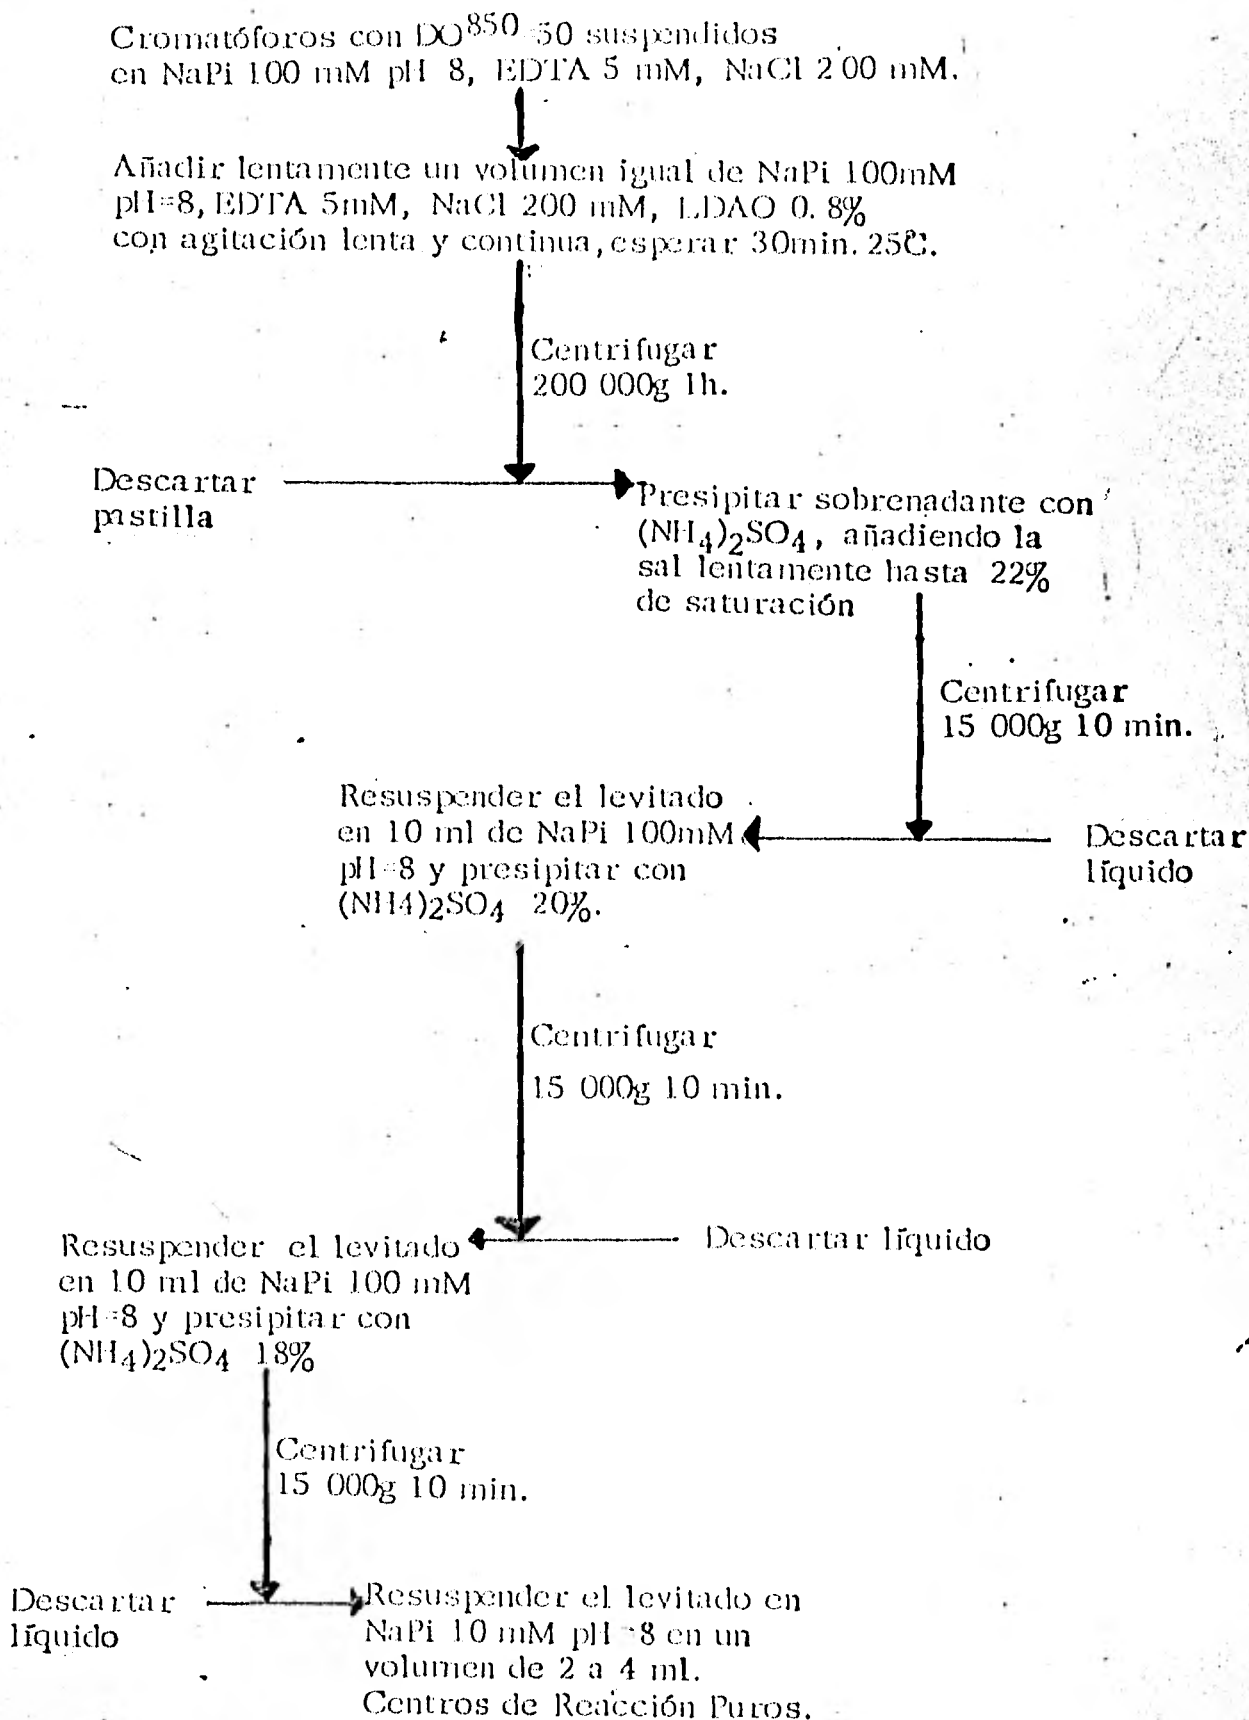 Cromatóforos con DO850 50 suspendidos
en NaPi 100 mM pH 8, EDTA 5 mM, NaCl 200 mM.
Añadir lentamente un volumen igual de NaPi 100mM
pH=8, EDTA 5mM, NaCl 200 mM, LDAO 0.8%
con agitación lenta y continua, esperar 30min. 25C.
Centrifugar
200 000g 1h.
Descartar
pastilla
Presipitar sobrenadante con
(NH4)2SO4, añadiendo la
sal lentamente hasta 22%
de saturación
Centrifugar
15 000g 10 min.
Resuspender el levitado
en 10 ml de NaPi 100mM
pH=8 y presipitar con
(NH4)2SO4 20%.
Descartar
líquido
Centrifugar
15 000g 10 min.
Resuspender el levitado
en 10 ml de NaPi 100 mM
pH=8 y presipitar con
(NH4)2SO4 18%
Descartar líquido
Centrifugar
15 000g 10 min.
Descartar
líquido
Resuspender el levitado en
NaPi 10 mM pH=8 en un
volumen de 2 a 4 ml.
Centros de Reacción Puros.